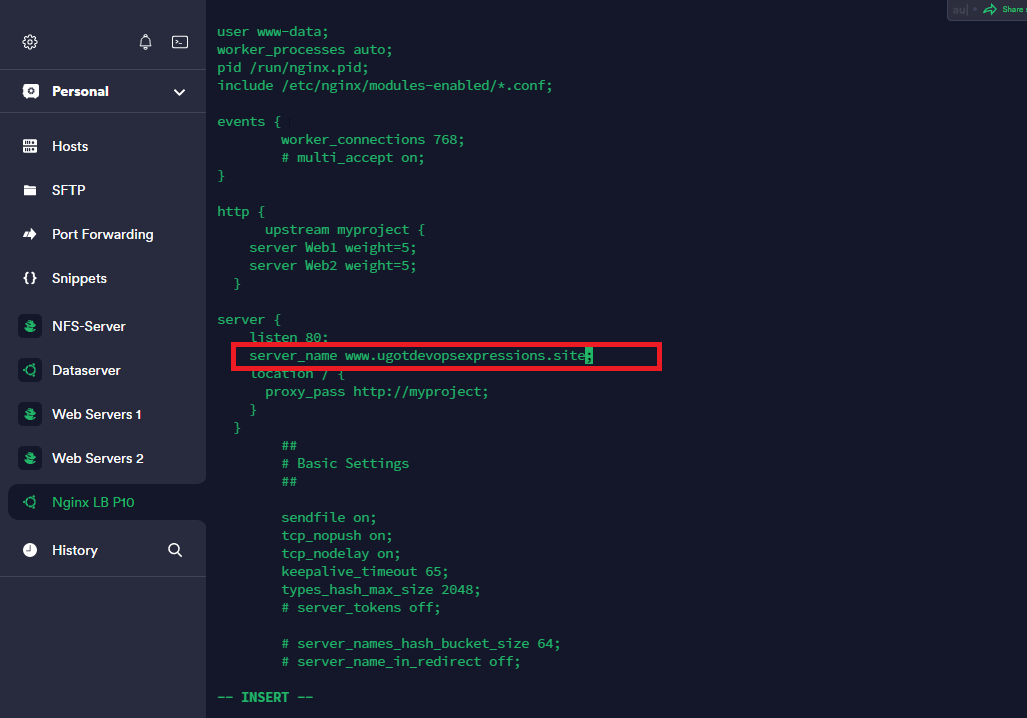 au| * Share
Personal
Hosts
SFTP
Port Forwarding
{} Snippets
NFS-Server
Dataserver
Web Servers 1
Web Servers 2
Nginx LB P10
History
user www-data;
worker_processes auto;
pid /run/nginx.pid;
include /etc/nginx/modules-enabled/*.conf;
events {
worker_connections 768;
# multi_accept on;
}
http {
upstream myproject {
server Web1 weight=5;
server Web2 weight=5;
}
server {
listen 80;
server_name www.ugotdevopsexpressions.site;
location / {
proxy_pass http://myproject;
}
}
##
# Basic Settings
##
sendfile on;
tcp_nopush on;
tcp_nodelay on;
keepalive_timeout 65;
types_hash_max_size 2048;
# server_tokens off;
# server_names_hash_bucket_size 64;
# server_name_in_redirect off;
-- INSERT --